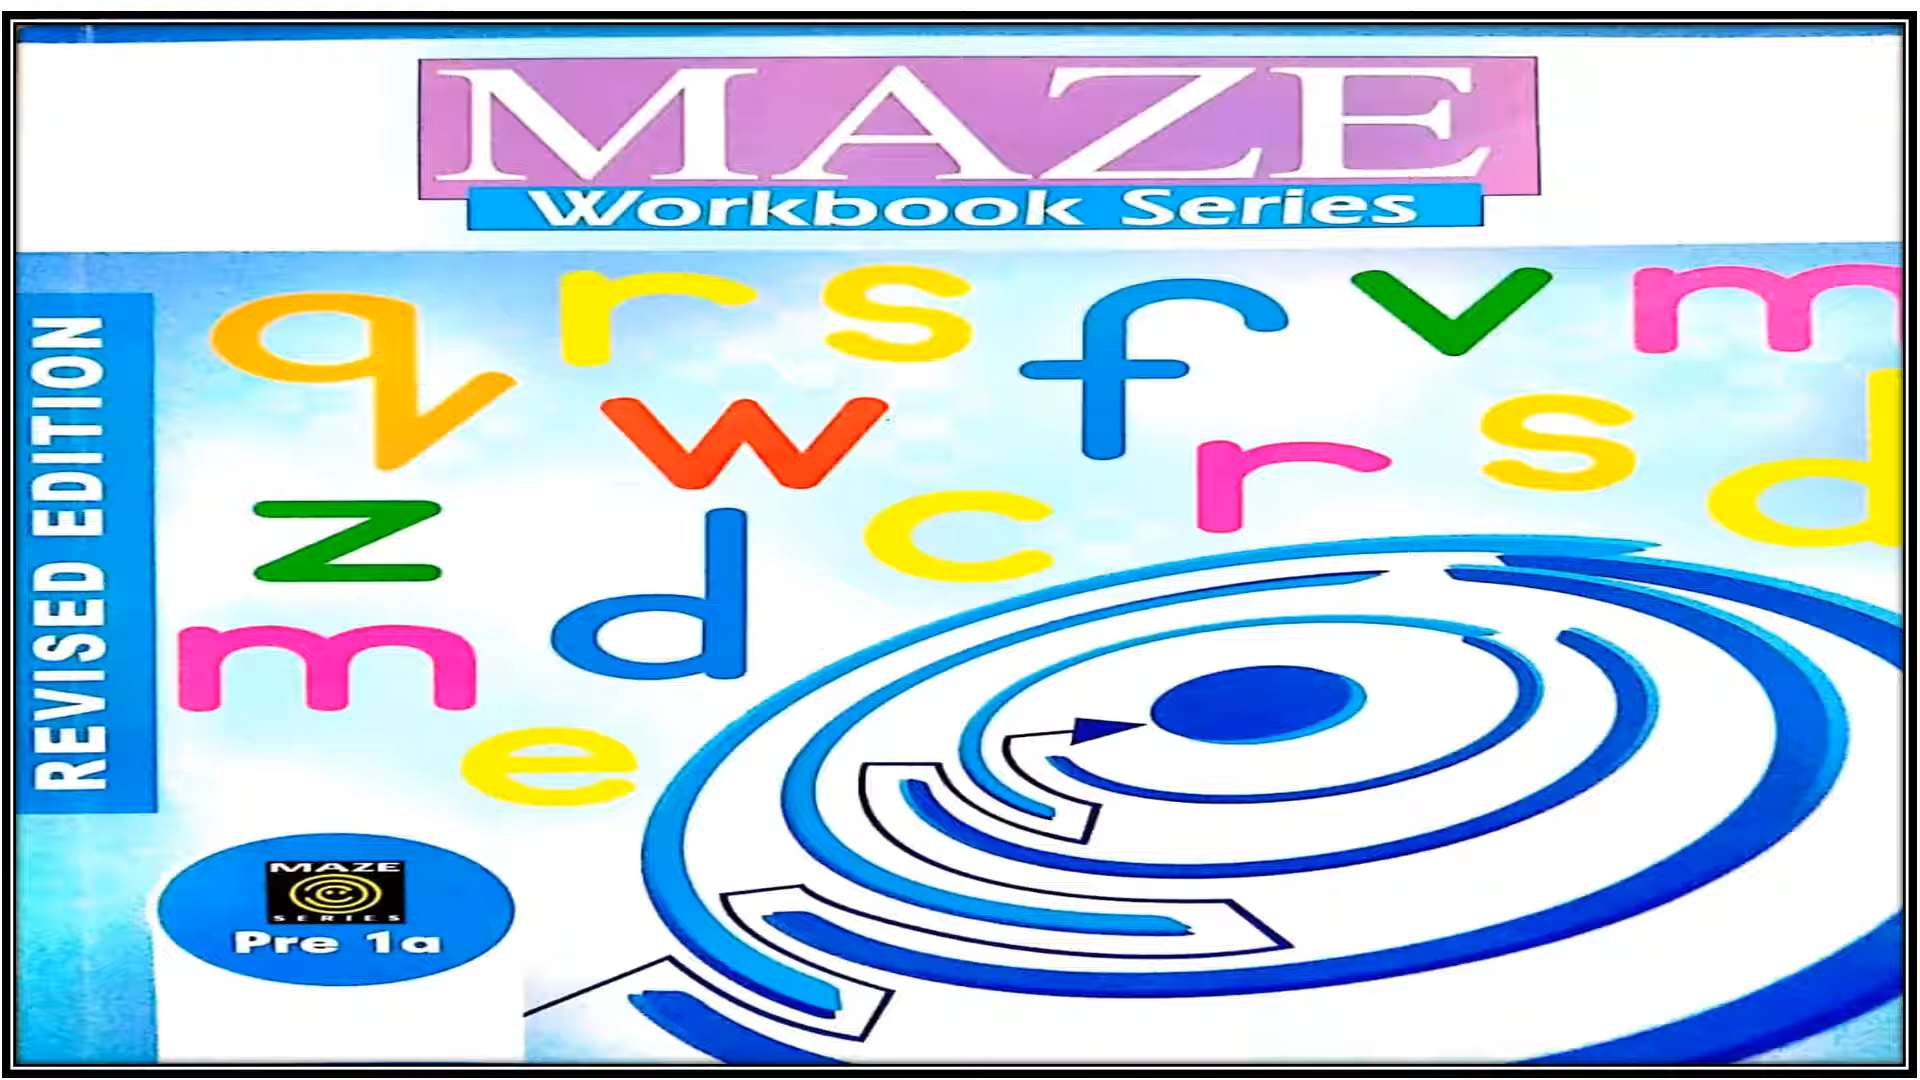 MAZE
Workbook Series
REVISED EDITION
q r s f v m
w r s d
z d c
m e
MAZE
SERIES
Pre 1a